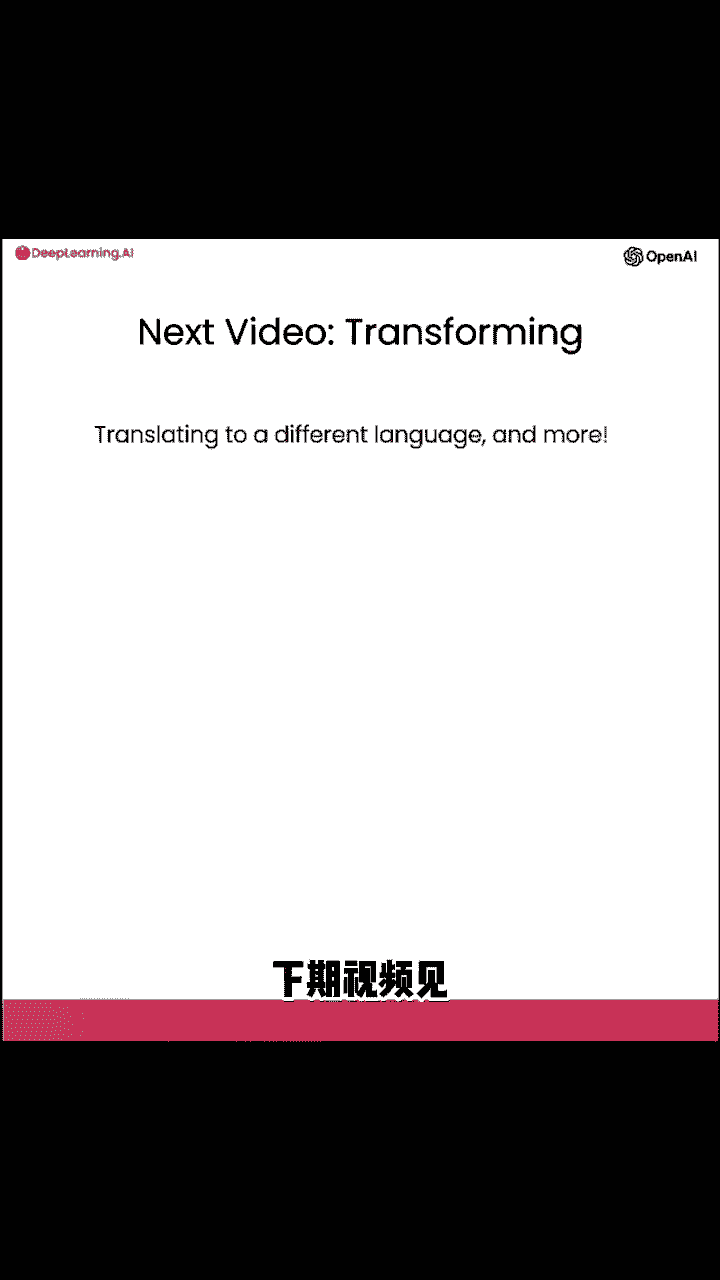 DeepLearning.AI
OpenAI
Next Video: Transforming
Translating to a different language, and more!
下期视频见